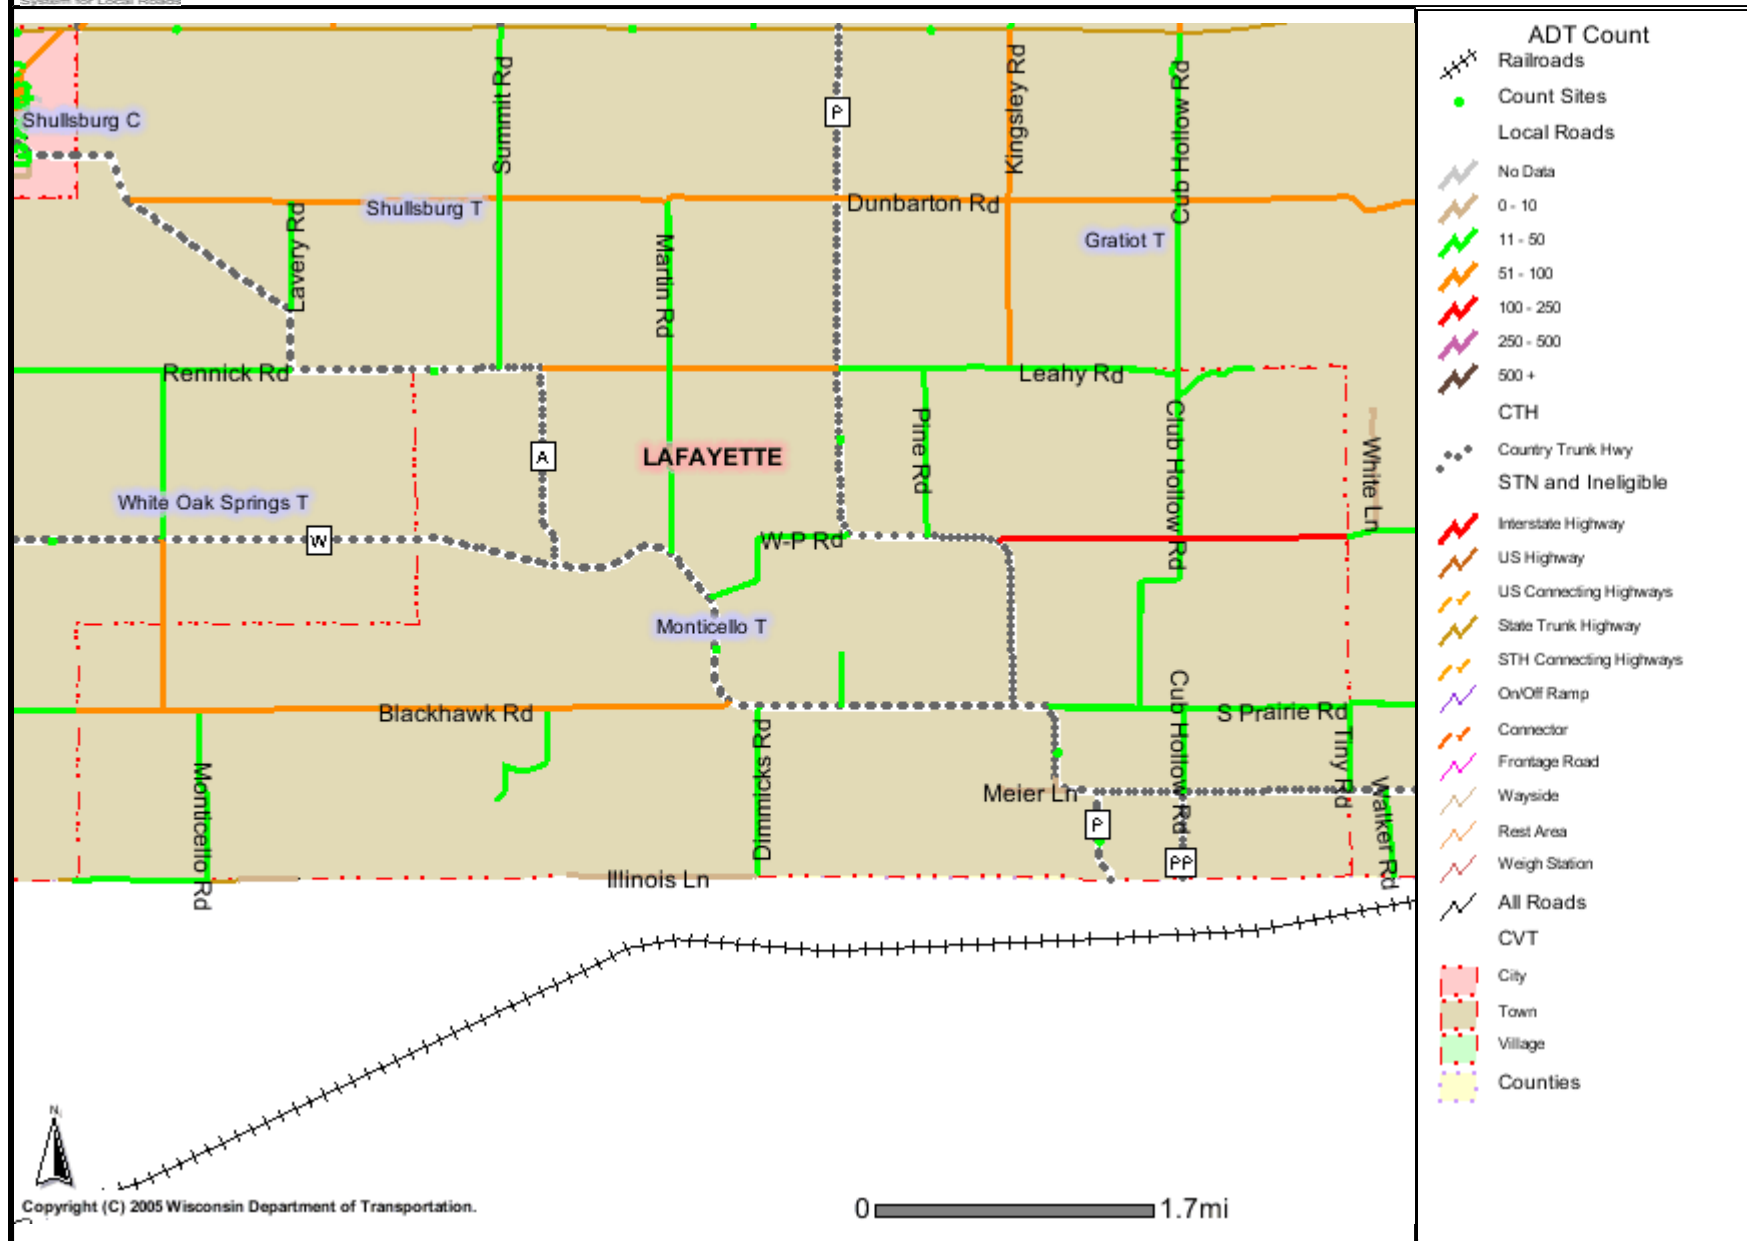 System for Local Roads
Shullsburg C
Summit Rd
P
Kingsley Rd
Cub Hollow Rd
Lavery Rd
Shullsburg T
Martin Rd
Dunbarton Rd
Gratiot T
Rennick Rd
Leahy Rd
A
LAFAYETTE
Pine Rd
Club Hollow Rd
White Ln
White Oak Springs T
W
W-P Rd
Monticello T
Blackhawk Rd
Dimmicks Rd
Cub Hollow Rd
S Prairie Rd
Tiny Rd
Monticello Rd
Meier Ln
P
PP
Walker Rd
Illinois Ln
N
Copyright (C) 2005 Wisconsin Department of Transportation.
0 1.7mi
ADT Count
Railroads
Count Sites
Local Roads
No Data
0 - 10
11 - 50
51 - 100
100 - 250
250 - 500
500 +
CTH
Country Trunk Hwy
STN and Ineligible
Interstate Highway
US Highway
US Connecting Highways
State Trunk Highway
STH Connecting Highways
On/Off Ramp
Connector
Frontage Road
Wayside
Rest Area
Weigh Station
All Roads
CVT
City
Town
Village
Counties